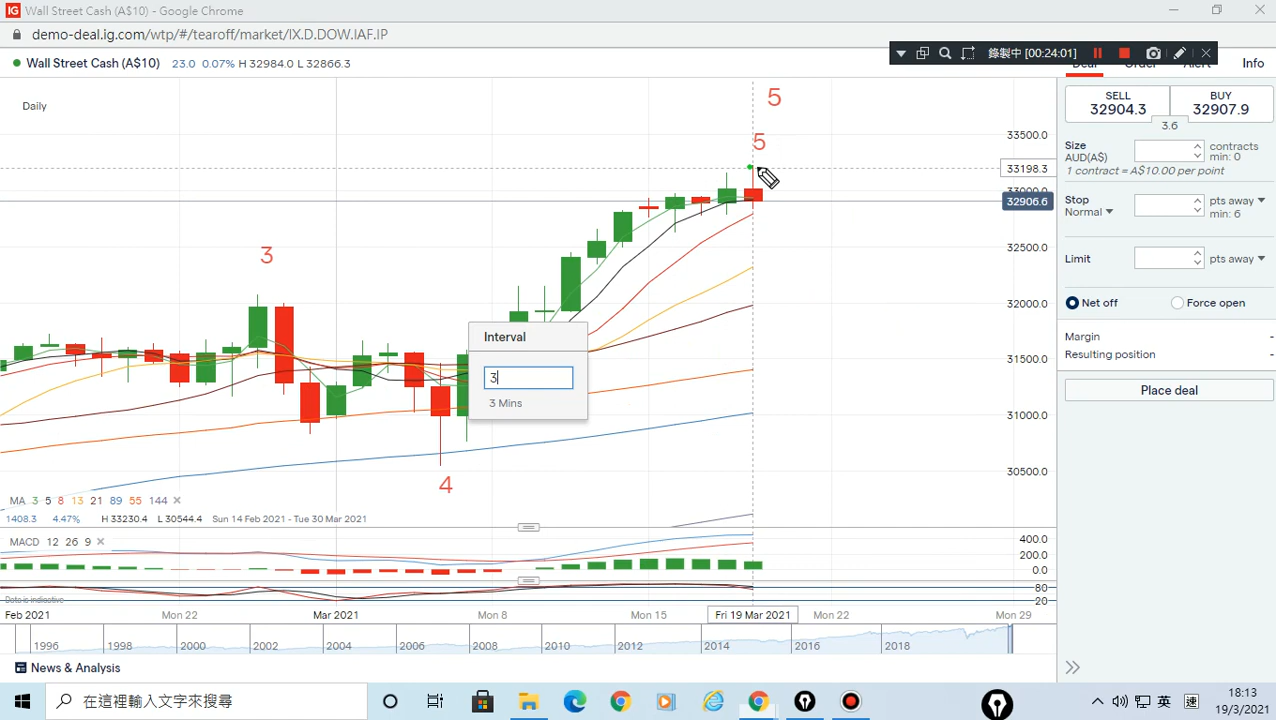 IG Wall Street Cash (A$10) - Google Chrome
demo-deal.ig.com/wtp/#/tearoff/market/IX.D.DOW.IAF.IP
錄製中 [00:24:01]
Wall Street Cash (A$10) 23.0 0.07% H 32984.0 L 32866.3
Deal Order Alert Info
Daily
5
5
3
4
SELL
32904.3
BUY
32907.9
3.6
Size
AUD(A$)
contracts
min: 0
1 contract = A$10.00 per point
Stop
Normal
pts away
min: 6
Limit
pts away
Net off
Force open
Margin -
Resulting position -
Place deal
33500.0
33198.3
33000.0
32906.6
32500.0
32000.0
31500.0
31000.0
30500.0
Interval
3
3 Mins
MA 3 5 8 13 21 89 55 144
1408.3 4.47% H 33230.4 L 30544.4 Sun 14 Feb 2021 - Tue 30 Mar 2021
MACD 12 26 9
400.0
200.0
0.0
80
20
Data is indicative
Feb 2021 Mon 22 Mar 2021 Mon 8 Mon 15 Fri 19 Mar 2021 Mon 22 Mon 29
1996 1998 2000 2002 2004 2006 2008 2010 2012 2014 2016 2018
News & Analysis
在這裡輸入文字來搜尋
英
18:13
19/3/2021